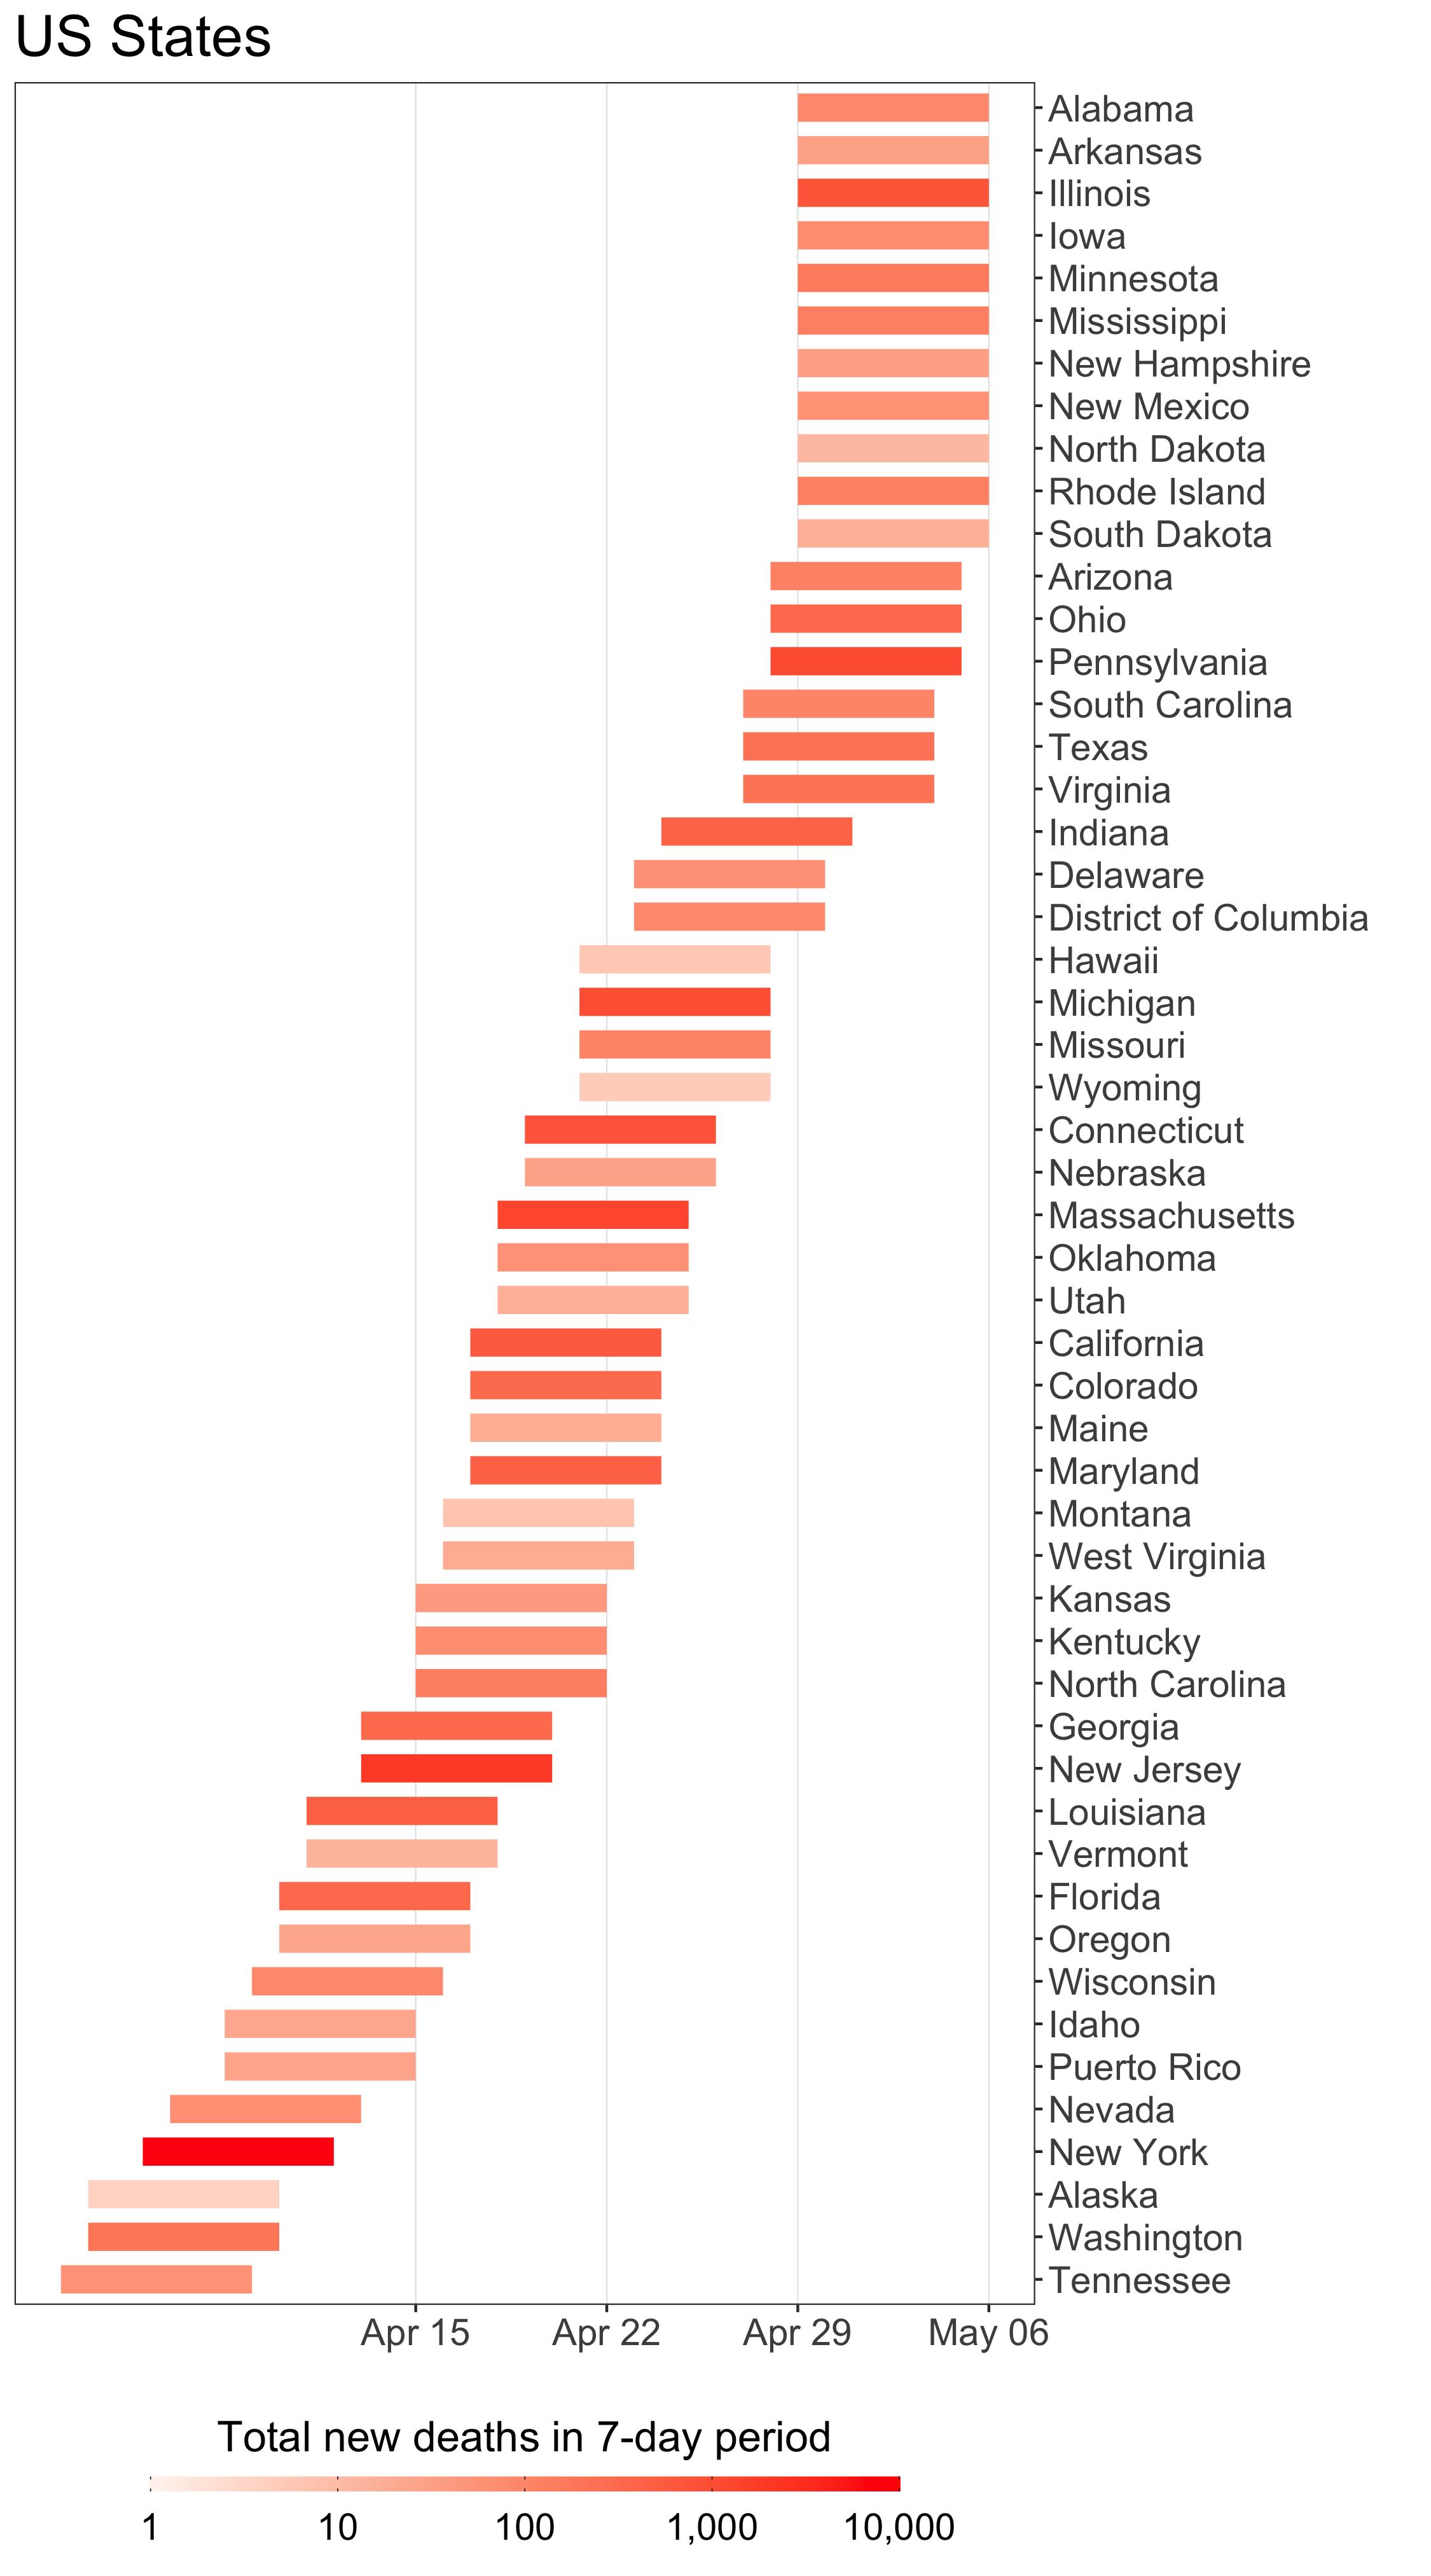 US States
Alabama
Arkansas
Illinois
Iowa
Minnesota
Mississippi
New Hampshire
New Mexico
North Dakota
Rhode Island
South Dakota
Arizona
Ohio
Pennsylvania
South Carolina
Texas
Virginia
Indiana
Delaware
District of Columbia
Hawaii
Michigan
Missouri
Wyoming
Connecticut
Nebraska
Massachusetts
Oklahoma
Utah
California
Colorado
Maine
Maryland
Montana
West Virginia
Kansas
Kentucky
North Carolina
Georgia
New Jersey
Louisiana
Vermont
Florida
Oregon
Wisconsin
Idaho
Puerto Rico
Nevada
New York
Alaska
Washington
Tennessee
Apr 15 Apr 22 Apr 29 May 06
Total new deaths in 7-day period
1 10 100 1,000 10,000